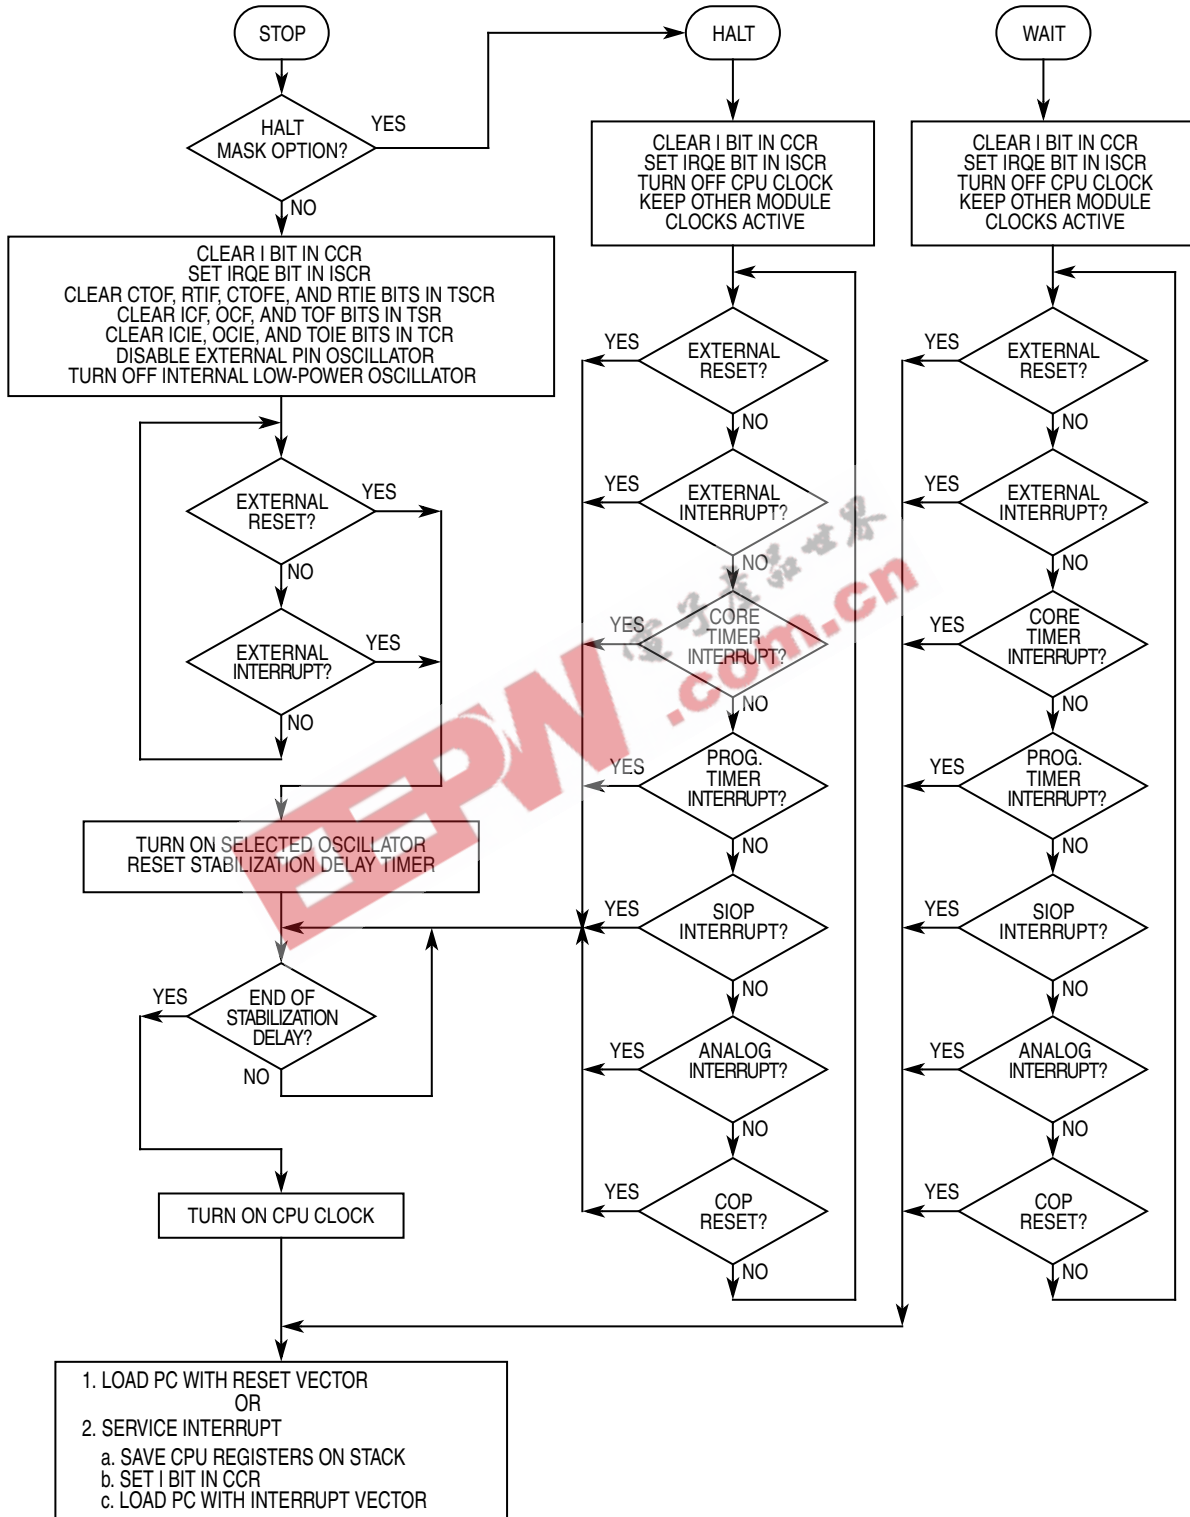 STOP
HALT
MASK OPTION?
YES
NO
CLEAR I BIT IN CCR
SET IRQE BIT IN ISCR
CLEAR CTOF, RTIF, CTOFE, AND RTIE BITS IN TSCR
CLEAR ICF, OCF, AND TOF BITS IN TSR
CLEAR ICIE, OCIE, AND TOIE BITS IN TCR
DISABLE EXTERNAL PIN OSCILLATOR
TURN OFF INTERNAL LOW-POWER OSCILLATOR
EXTERNAL
RESET?
YES
NO
EXTERNAL
INTERRUPT?
YES
NO
TURN ON SELECTED OSCILLATOR
RESET STABILIZATION DELAY TIMER
YES
END OF
STABILIZATION
DELAY?
NO
TURN ON CPU CLOCK
1. LOAD PC WITH RESET VECTOR
OR
2. SERVICE INTERRUPT
a. SAVE CPU REGISTERS ON STACK
b. SET I BIT IN CCR
c. LOAD PC WITH INTERRUPT VECTOR
HALT
CLEAR I BIT IN CCR
SET IRQE BIT IN ISCR
TURN OFF CPU CLOCK
KEEP OTHER MODULE
CLOCKS ACTIVE
YES
EXTERNAL
RESET?
NO
YES
EXTERNAL
INTERRUPT?
NO
YES
CORE
TIMER
INTERRUPT?
NO
YES
PROG.
TIMER
INTERRUPT?
NO
YES
SIOP
INTERRUPT?
NO
YES
ANALOG
INTERRUPT?
NO
YES
COP
RESET?
NO
WAIT
CLEAR I BIT IN CCR
SET IRQE BIT IN ISCR
TURN OFF CPU CLOCK
KEEP OTHER MODULE
CLOCKS ACTIVE
YES
EXTERNAL
RESET?
NO
YES
EXTERNAL
INTERRUPT?
NO
YES
CORE
TIMER
INTERRUPT?
NO
YES
PROG.
TIMER
INTERRUPT?
NO
YES
SIOP
INTERRUPT?
NO
YES
ANALOG
INTERRUPT?
NO
YES
COP
RESET?
NO
電子產品世界
EEPW
.com.cn